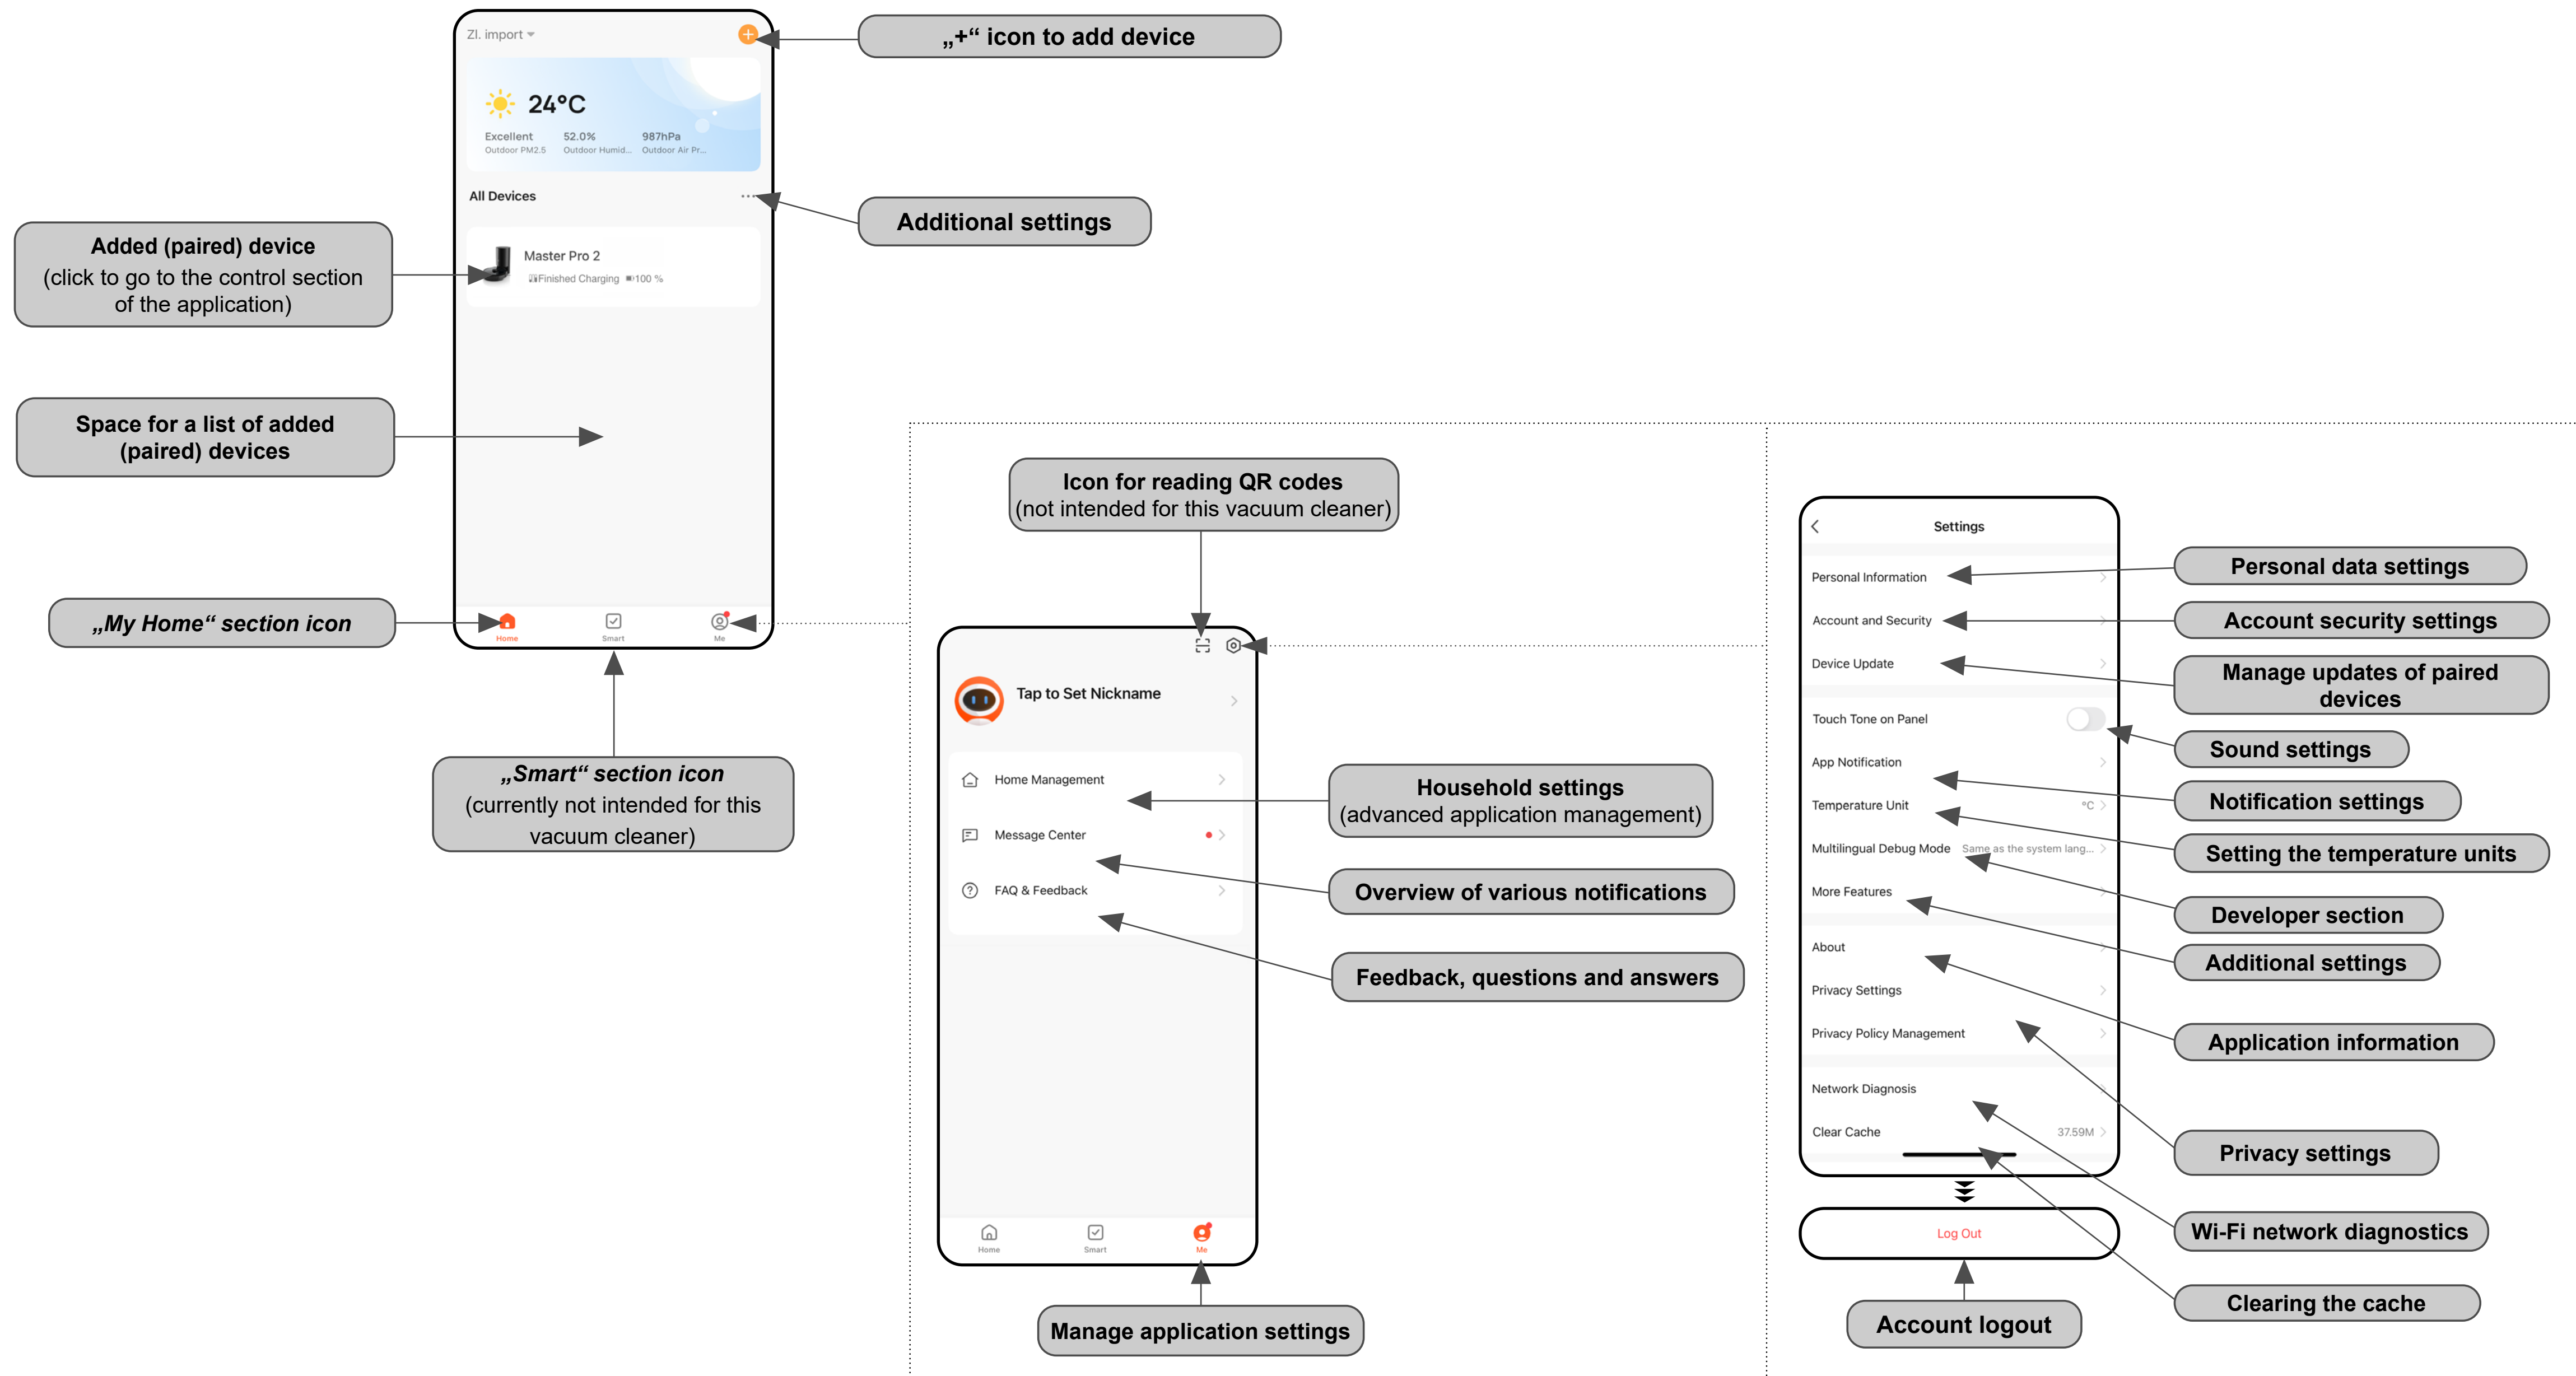 ZI. import
„+“ icon to add device
24°C
Excellent
52.0%
987hPa
Outdoor PM2.5
Outdoor Humid...
Outdoor Air Pr...
All Devices
Additional settings
Added (paired) device
(click to go to the control section
of the application)
Master Pro 2
Finished Charging
100 %
Space for a list of added
(paired) devices
„My Home“ section icon
Home
Smart
Me
„Smart“ section icon
(currently not intended for this
vacuum cleaner)
Icon for reading QR codes
(not intended for this vacuum cleaner)
Tap to Set Nickname
Home Management
Message Center
FAQ & Feedback
Household settings
(advanced application management)
Overview of various notifications
Feedback, questions and answers
Home
Smart
Me
Manage application settings
Settings
Personal Information
Account and Security
Device Update
Touch Tone on Panel
App Notification
Temperature Unit
°C
Multilingual Debug Mode
Same as the system lang...
More Features
About
Privacy Settings
Privacy Policy Management
Network Diagnosis
Clear Cache
37.59M
Log Out
Personal data settings
Account security settings
Manage updates of paired
devices
Sound settings
Notification settings
Setting the temperature units
Developer section
Additional settings
Application information
Privacy settings
Wi-Fi network diagnostics
Clearing the cache
Account logout